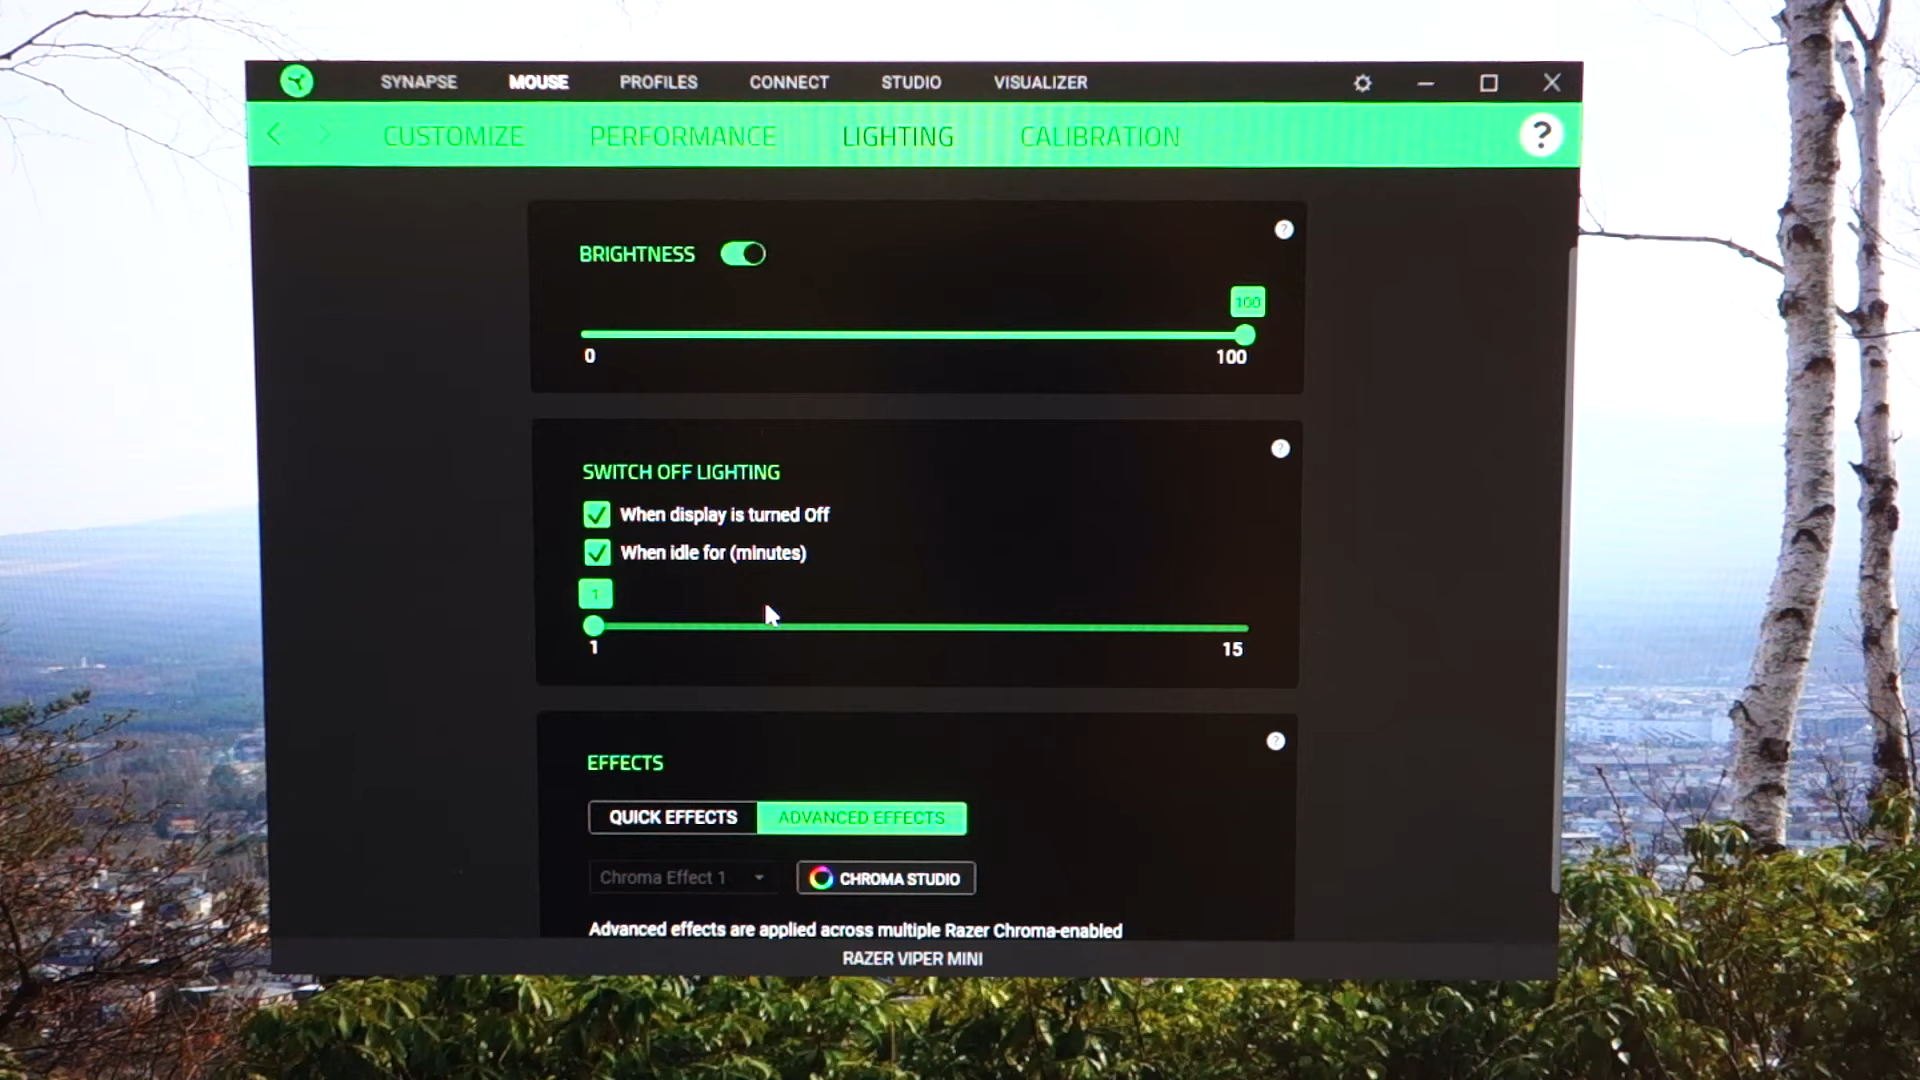 SYNAPSE MOUSE PROFILES CONNECT STUDIO VISUALIZER
CUSTOMIZE PERFORMANCE LIGHTING CALIBRATION ?
BRIGHTNESS ?
100
0 100
SWITCH OFF LIGHTING ?
When display is turned Off
When idle for (minutes)
1
1 15
EFFECTS ?
QUICK EFFECTS ADVANCED EFFECTS
Chroma Effect 1 CHROMA STUDIO
Advanced effects are applied across multiple Razer Chroma-enabled
RAZER VIPER MINI